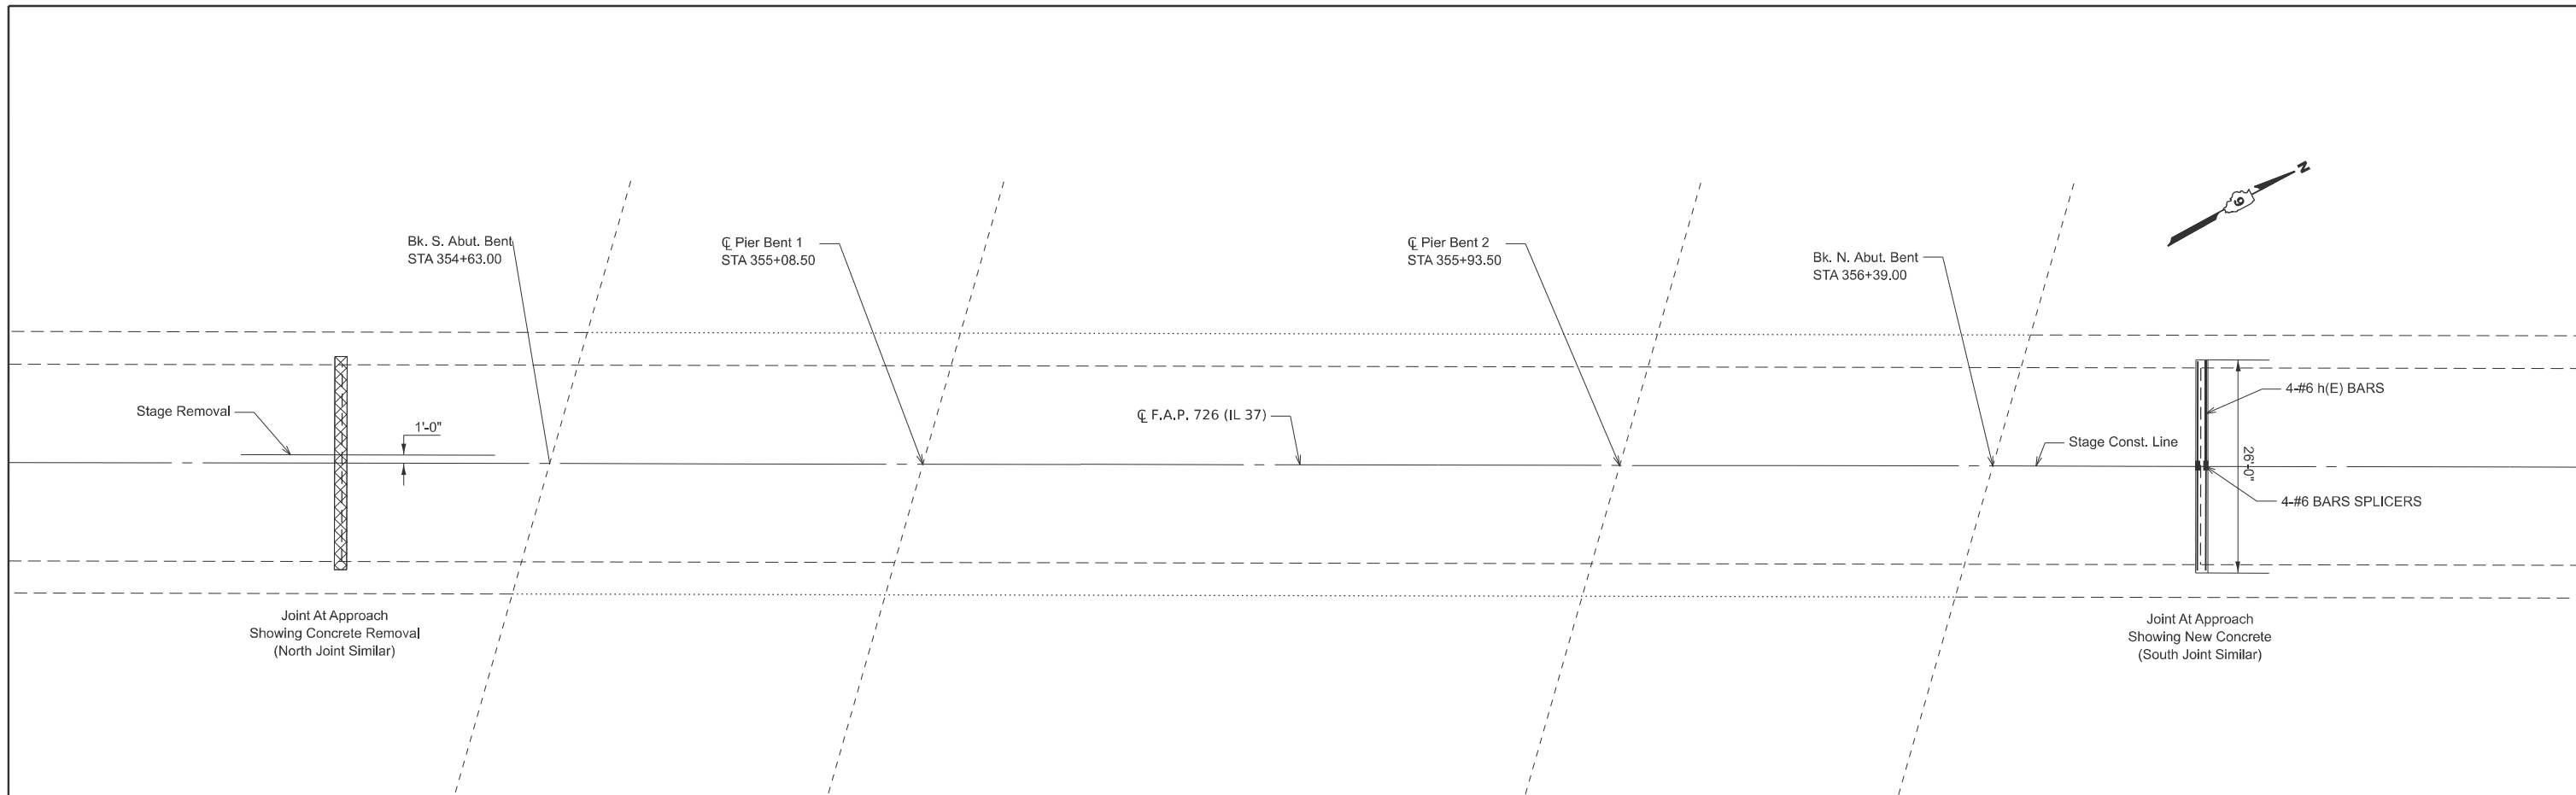 N
9
Bk. S. Abut. Bent
STA 354+63.00
℄ Pier Bent 1
STA 355+08.50
℄ Pier Bent 2
STA 355+93.50
Bk. N. Abut. Bent
STA 356+39.00
Stage Removal
1'-0"
℄ F.A.P. 726 (IL 37)
Stage Const. Line
4-#6 h(E) BARS
26'-0"
4-#6 BARS SPLICERS
Joint At Approach
Showing Concrete Removal
(North Joint Similar)
Joint At Approach
Showing New Concrete
(South Joint Similar)